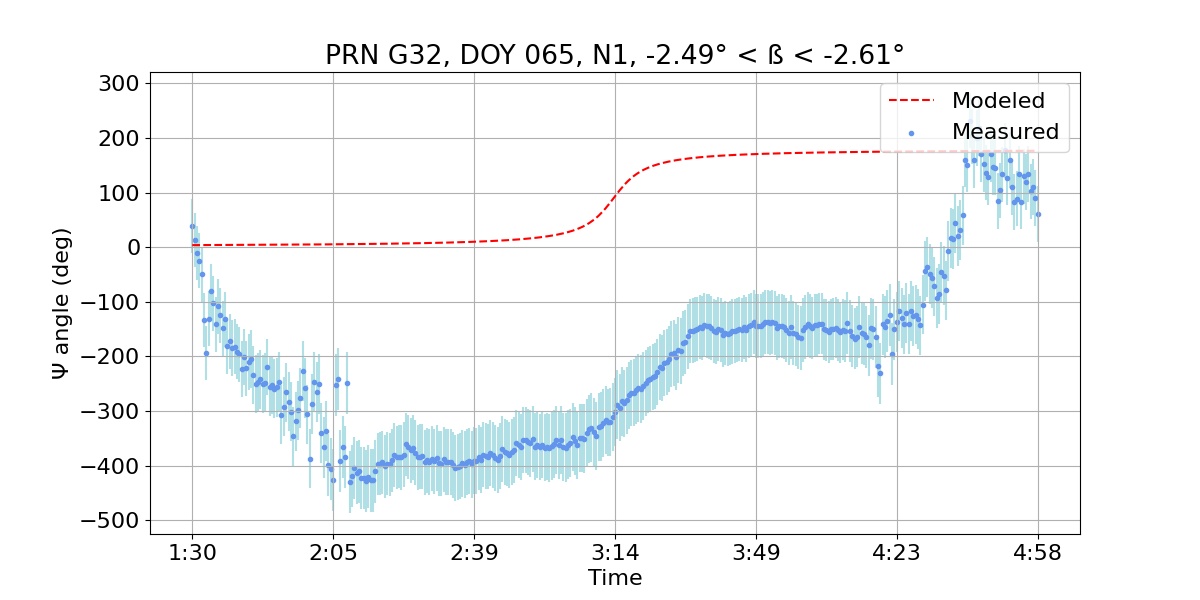 PRN G32, DOY 065, N1, -2.49° < ß < -2.61°
300
200
100
0
−100
−200
−300
−400
−500
Ψ angle (deg)
Modeled
Measured
1:30 2:05 2:39 3:14 3:49 4:23 4:58
Time